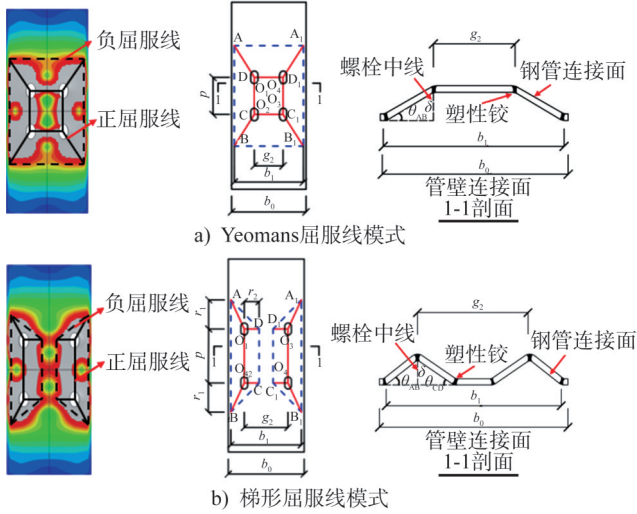 负屈服线
正屈服线
A
A1
D
D1
O1
O4
O2
O3
C
C1
B
B1
p
1
1
g2
b1
b0
g2
螺栓中线
钢管连接面
δ
θAB
塑性铰
b1
b0
管壁连接面
1-1剖面
a) Yeomans屈服线模式
负屈服线
正屈服线
r2
A
A1
r1
D
D1
O1
O3
p
1
1
O4
C
C1
r1
B
B1
g2
b1
b0
g2
螺栓中线
钢管连接面
δ
θAB
θCD
塑性铰
b1
b0
管壁连接面
1-1剖面
b) 梯形屈服线模式